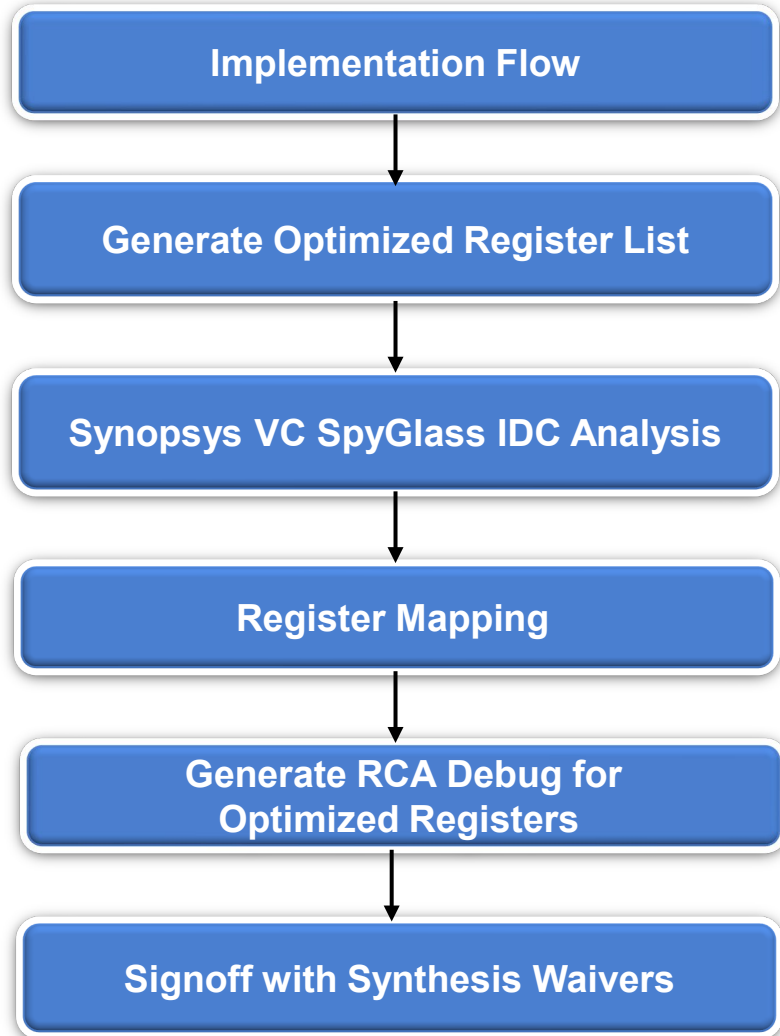 Implementation Flow
Generate Optimized Register List
Synopsys VC SpyGlass IDC Analysis
Register Mapping
Generate RCA Debug for
Optimized Registers
Signoff with Synthesis Waivers